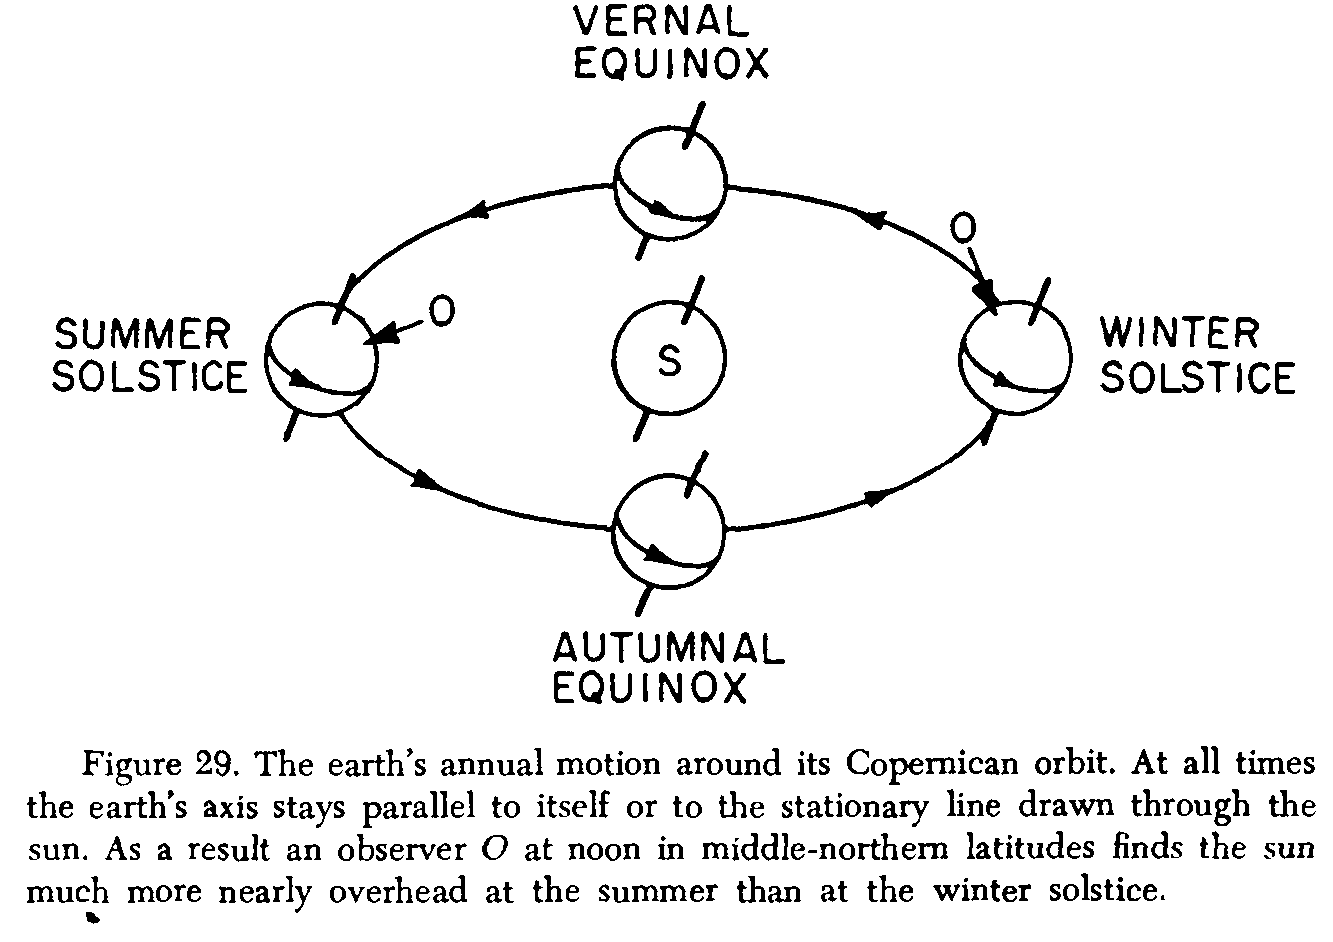 VERNAL
EQUINOX
O
O
SUMMER
SOLSTICE
S
WINTER
SOLSTICE
AUTUMNAL
EQUINOX
Figure 29. The earth's annual motion around its Copernican orbit. At all times
the earth's axis stays parallel to itself or to the stationary line drawn through the
sun. As a result an observer O at noon in middle-northern latitudes finds the sun
much more nearly overhead at the summer than at the winter solstice.